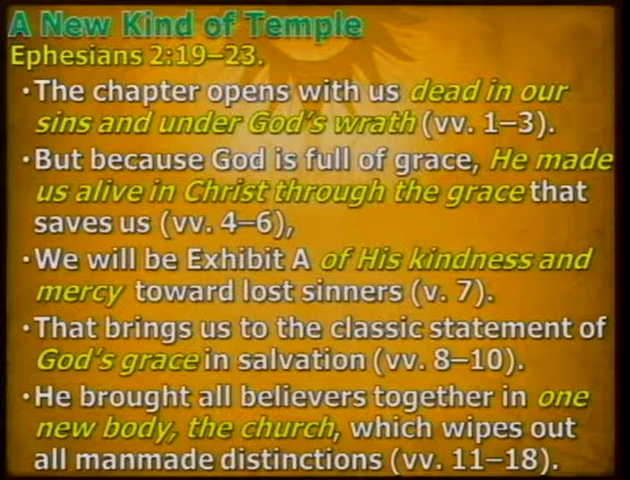 A New Kind of Temple
Ephesians 2:19–23.
•The chapter opens with us dead in our
sins and under God's wrath (vv. 1–3).
•But because God is full of grace, He made
us alive in Christ through the grace that
saves us (vv. 4–6),
•We will be Exhibit A of His kindness and
mercy toward lost sinners (v. 7).
•That brings us to the classic statement of
God's grace in salvation (vv. 8–10).
•He brought all believers together in one
new body, the church, which wipes out
all manmade distinctions (vv. 11–18).